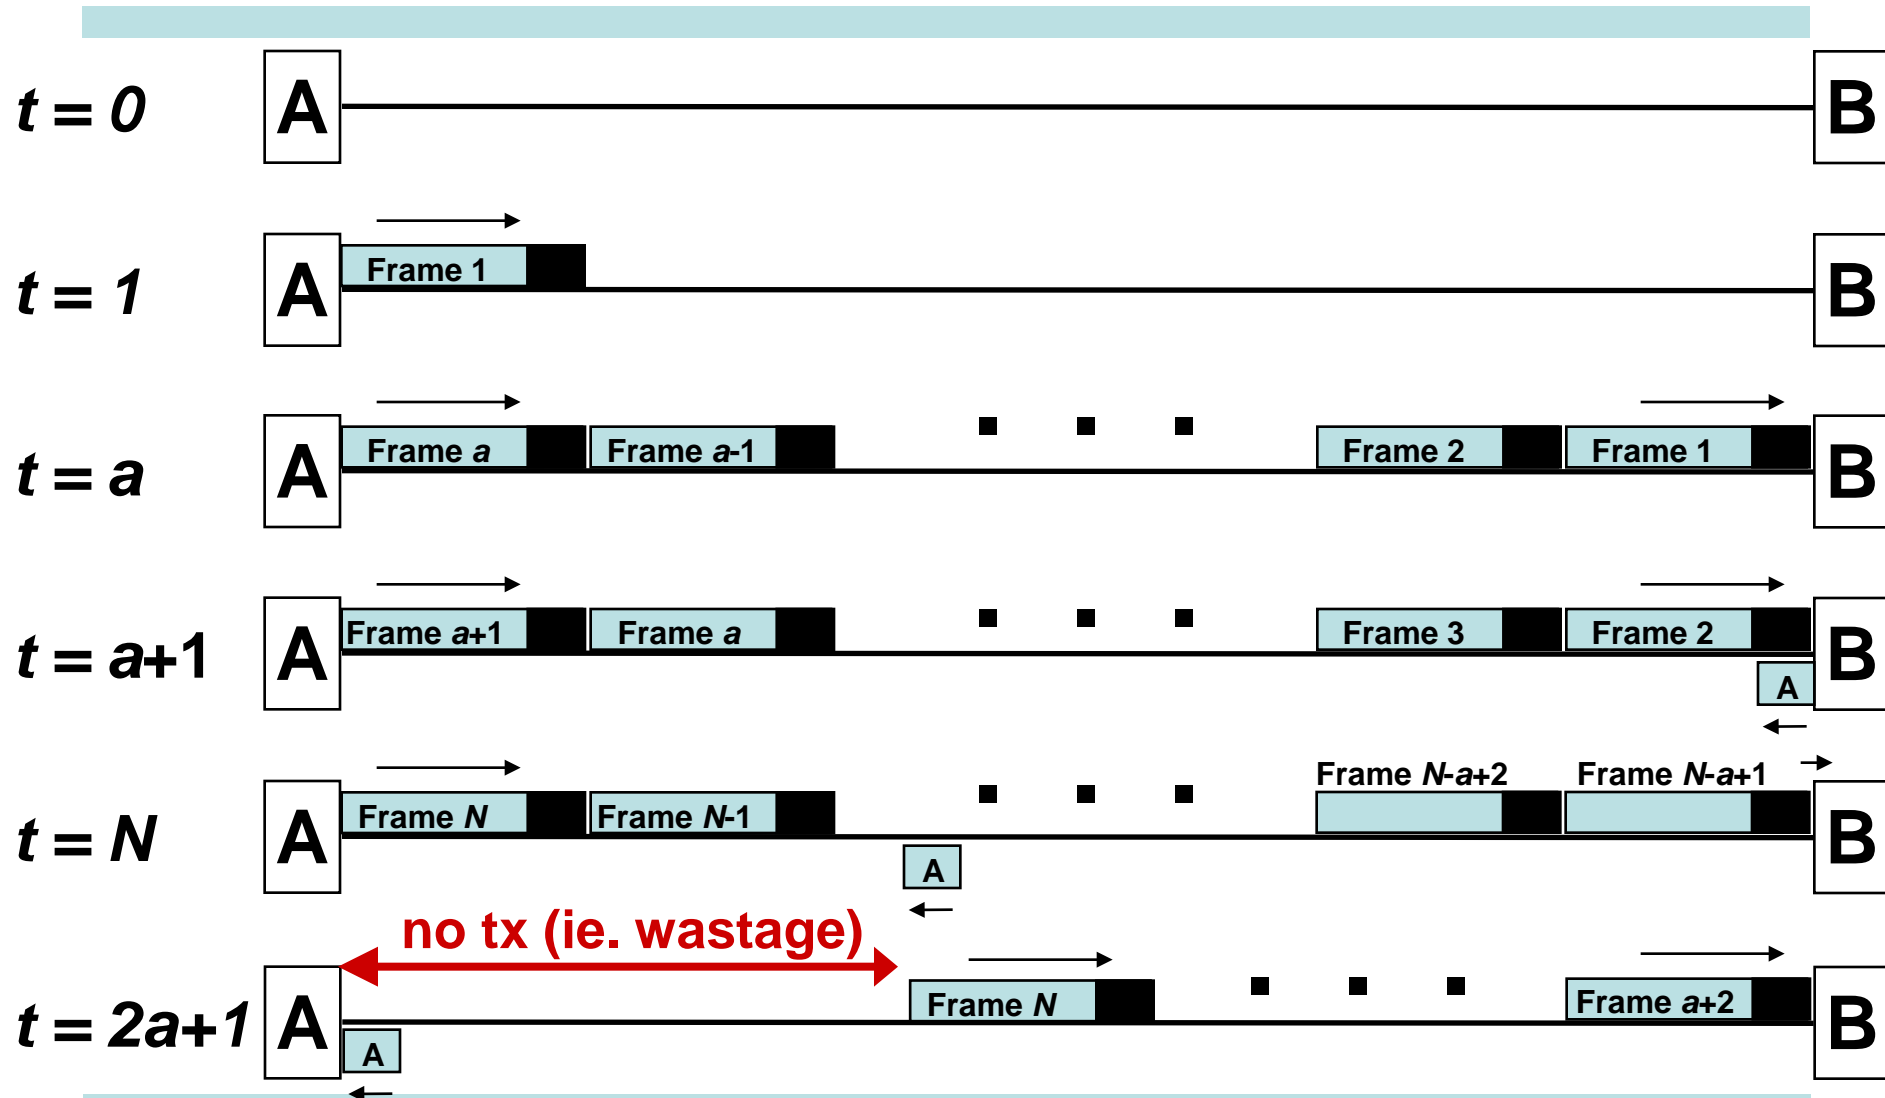 t = 0 A B
t = 1 A Frame 1 B
t = a A Frame a Frame a-1 Frame 2 Frame 1 B
t = a+1 A Frame a+1 Frame a Frame 3 Frame 2 B
A
Frame N-a+2 Frame N-a+1
t = N A Frame N Frame N-1 B
A
no tx (ie. wastage)
t = 2a+1 A Frame N Frame a+2 B
A